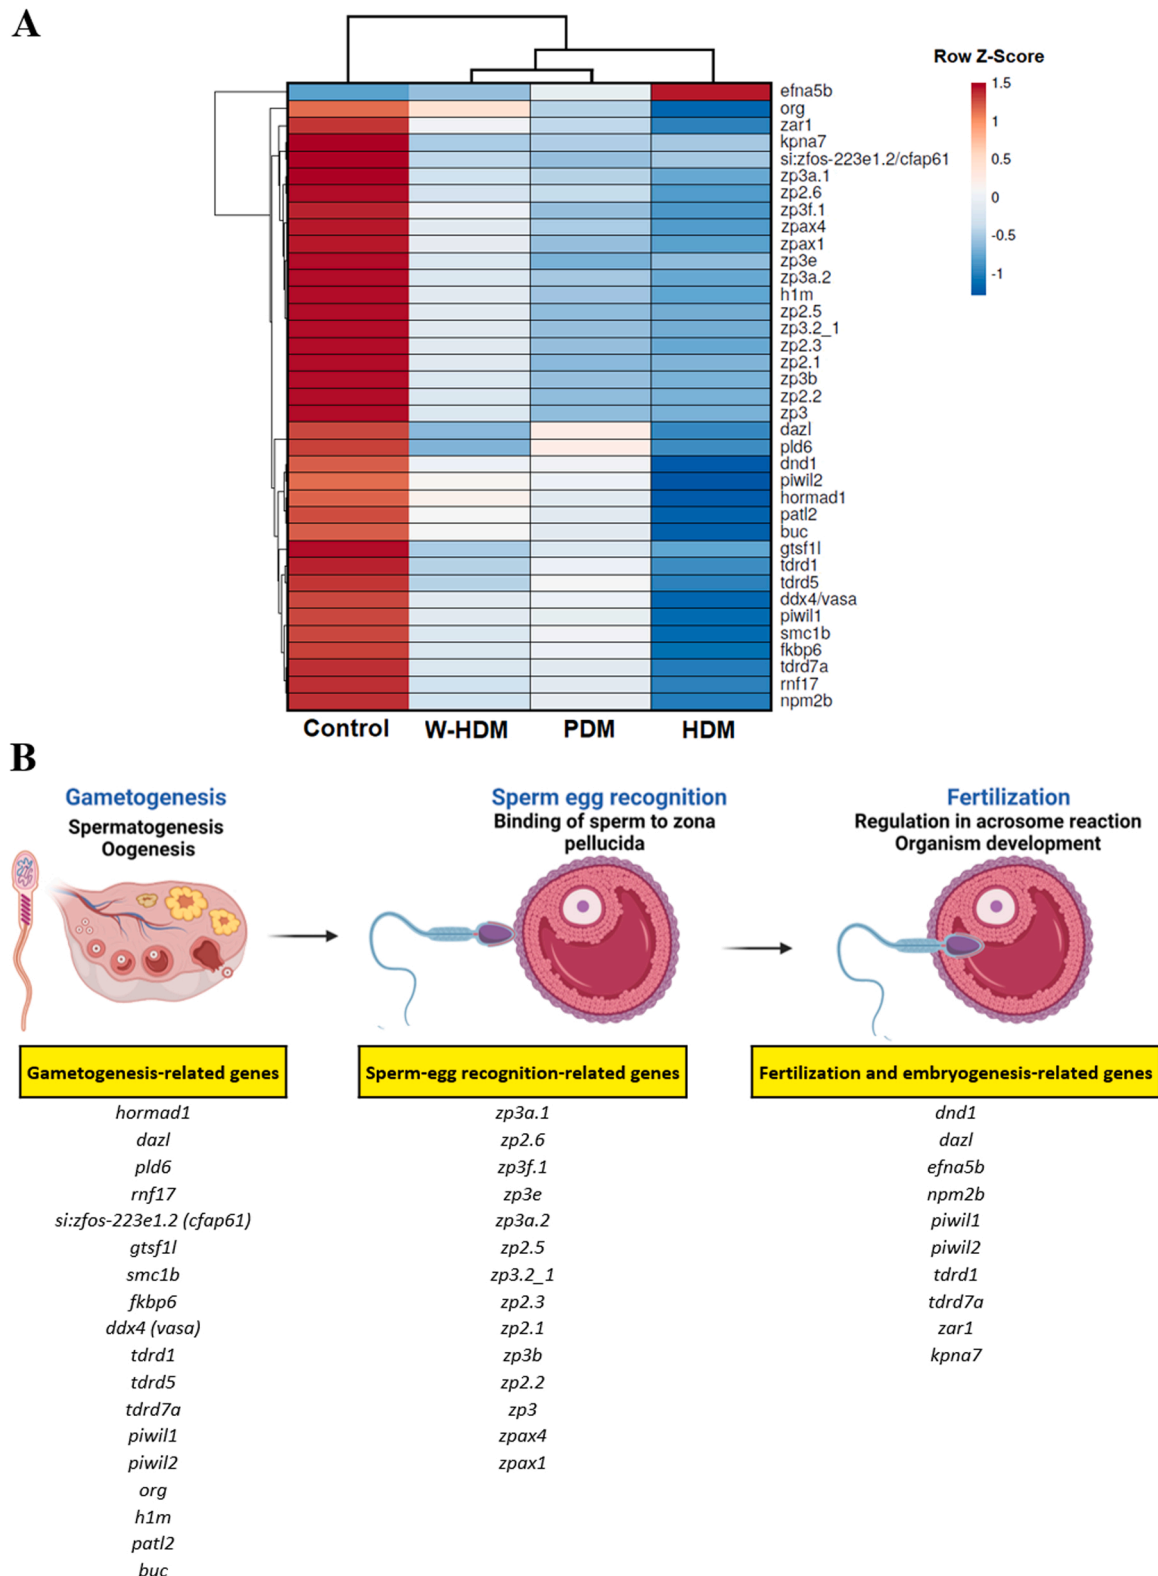 A
Row Z-Score
1.5
1
0.5
0
-0.5
-1
efna5b
org
zar1
kpna7
si:zfos-223e1.2/cfap61
zp3a.1
zp2.6
zp3f.1
zpax4
zpax1
zp3e
zp3a.2
h1m
zp2.5
zp3.2_1
zp2.3
zp2.1
zp3b
zp2.2
zp3
dazl
pld6
dnd1
piwil2
hormad1
patl2
buc
gtsf1l
tdrd1
tdrd5
ddx4/vasa
piwil1
smc1b
fkbp6
tdrd7a
rnf17
npm2b
Control W-HDM PDM HDM
B
Gametogenesis
Spermatogenesis
Oogenesis
Sperm egg recognition
Binding of sperm to zona
pellucida
Fertilization
Regulation in acrosome reaction
Organism development
Gametogenesis-related genes
hormad1
dazl
pld6
rnf17
si:zfos-223e1.2 (cfap61)
gtsf1l
smc1b
fkbp6
ddx4 (vasa)
tdrd1
tdrd5
tdrd7a
piwil1
piwil2
org
h1m
patl2
buc
Sperm-egg recognition-related genes
zp3a.1
zp2.6
zp3f.1
zp3e
zp3a.2
zp2.5
zp3.2_1
zp2.3
zp2.1
zp3b
zp2.2
zp3
zpax4
zpax1
Fertilization and embryogenesis-related genes
dnd1
dazl
efna5b
npm2b
piwil1
piwil2
tdrd1
tdrd7a
zar1
kpna7